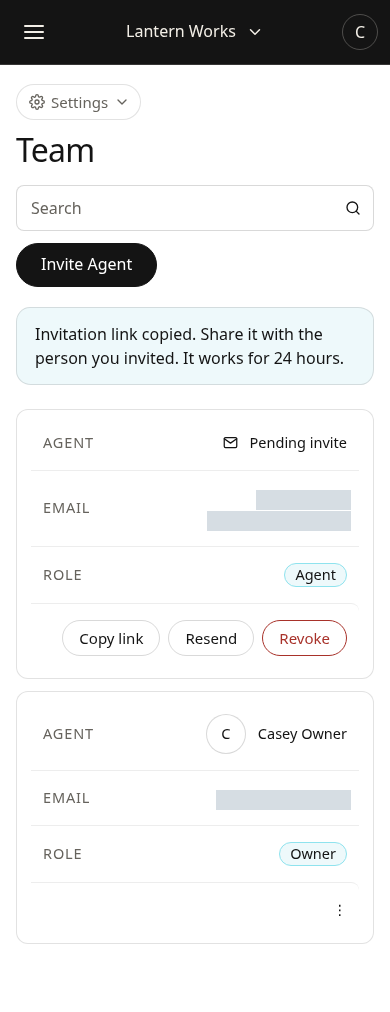 Lantern Works
C
Settings
Team
Search
Invite Agent
Invitation link copied. Share it with the
person you invited. It works for 24 hours.
AGENT
Pending invite
EMAIL
ROLE
Agent
Copy link
Resend
Revoke
AGENT
C
Casey Owner
EMAIL
ROLE
Owner